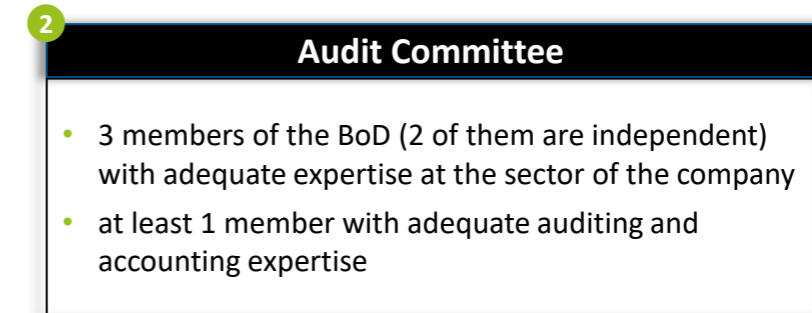 2
Audit Committee
• 3 members of the BoD (2 of them are independent)
with adequate expertise at the sector of the company
• at least 1 member with adequate auditing and
accounting expertise